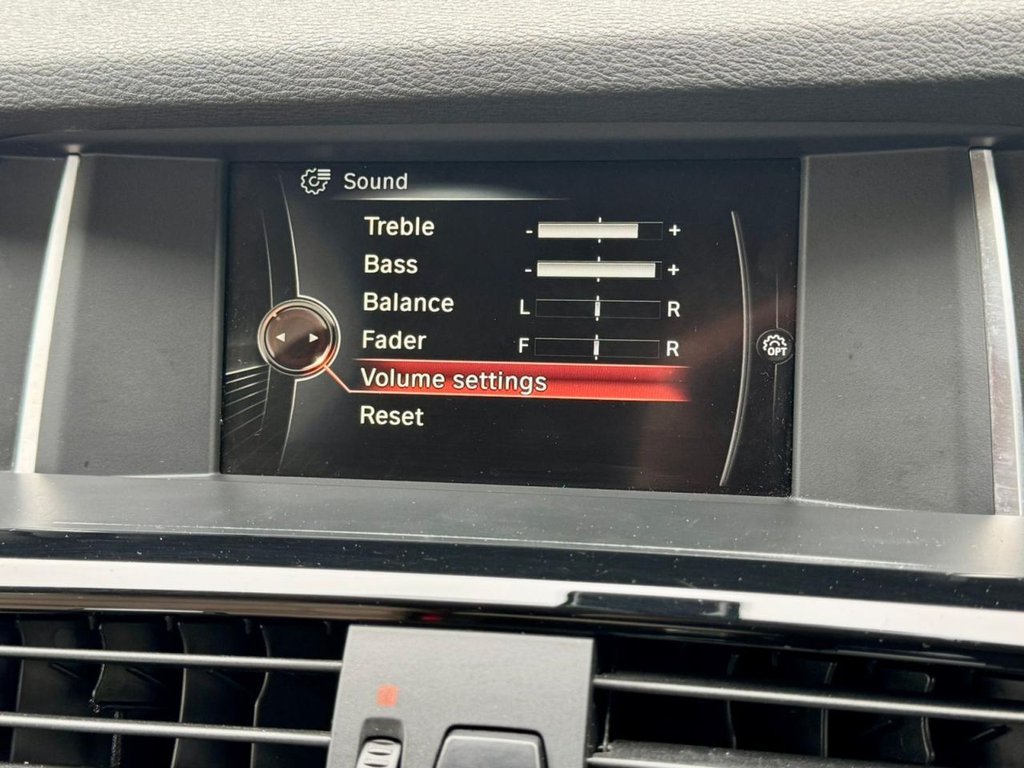 Sound
Treble - +
Bass - +
Balance L R
Fader F R
Volume settings
Reset
OPT